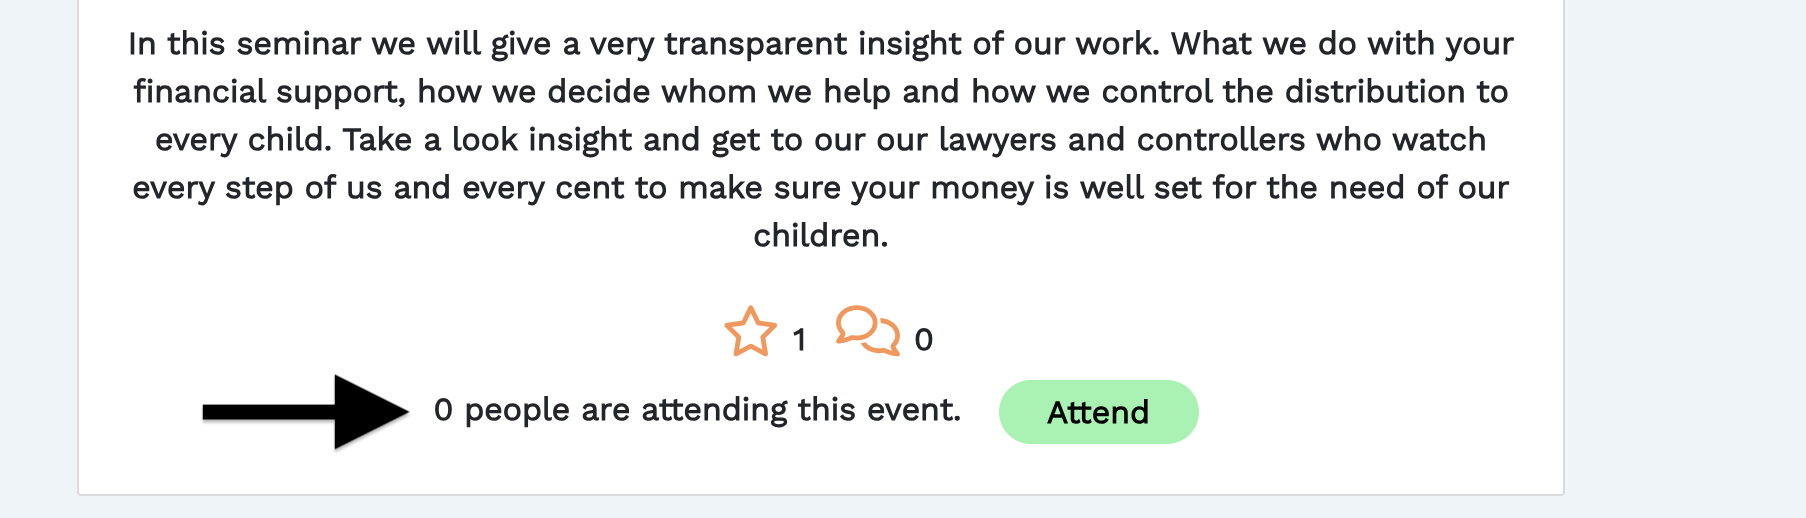 In this seminar we will give a very transparent insight of our work. What we do with your
financial support, how we decide whom we help and how we control the distribution to
every child. Take a look insight and get to our our lawyers and controllers who watch
every step of us and every cent to make sure your money is well set for the need of our
children.
1 0
0 people are attending this event. Attend